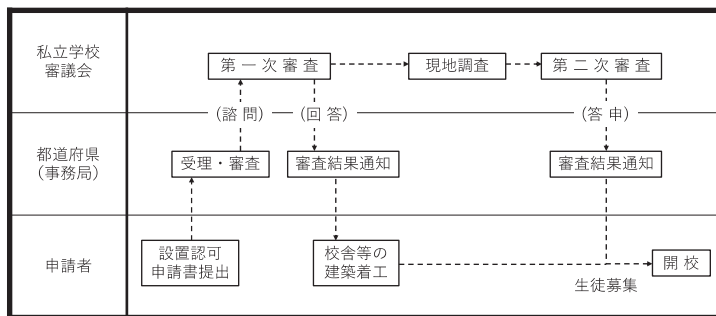 私立学校
審議会
第一次審査
現地調査
第二次審査
(諮問)
(回答)
(答申)
都道府県
(事務局)
受理・審査
審査結果通知
審査結果通知
申請者
設置認可
申請書提出
校舎等の
建築着工
開校
生徒募集